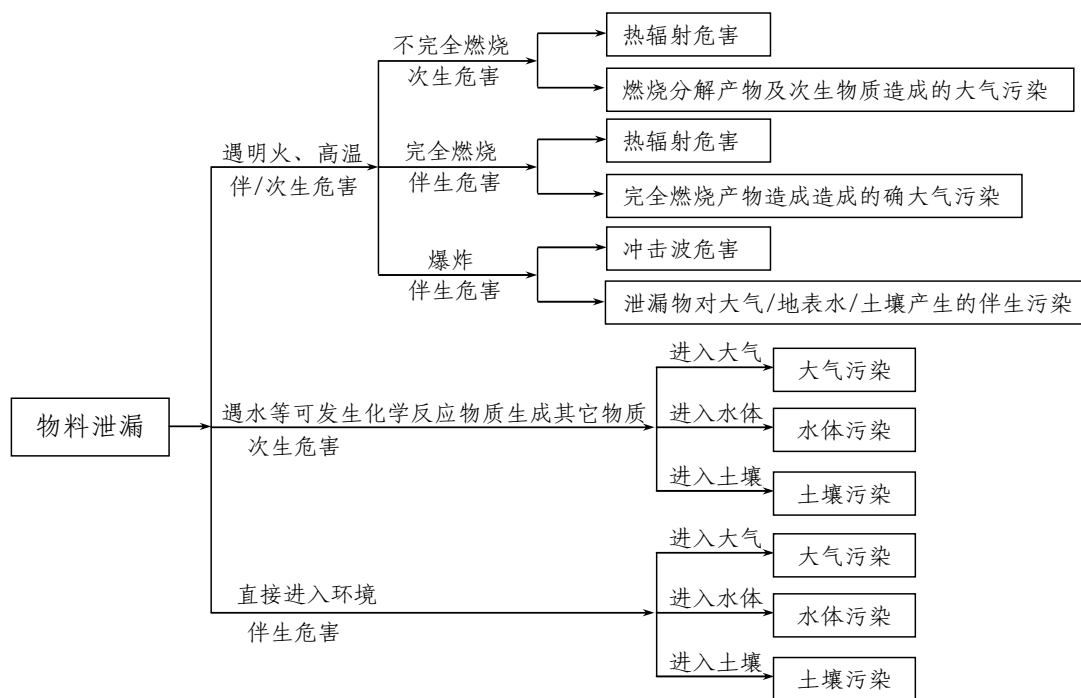 不完全燃烧
次生危害
热辐射危害
燃烧分解产物及次生物质造成的大气污染
遇明火、高温
伴/次生危害
完全燃烧
伴生危害
热辐射危害
完全燃烧产物造成造成的确大气污染
爆炸
伴生危害
冲击波危害
泄漏物对大气/地表水/土壤产生的伴生污染
物料泄漏
遇水等可发生化学反应物质生成其它物质
次生危害
进入大气
大气污染
进入水体
水体污染
进入土壤
土壤污染
直接进入环境
伴生危害
进入大气
大气污染
进入水体
水体污染
进入土壤
土壤污染